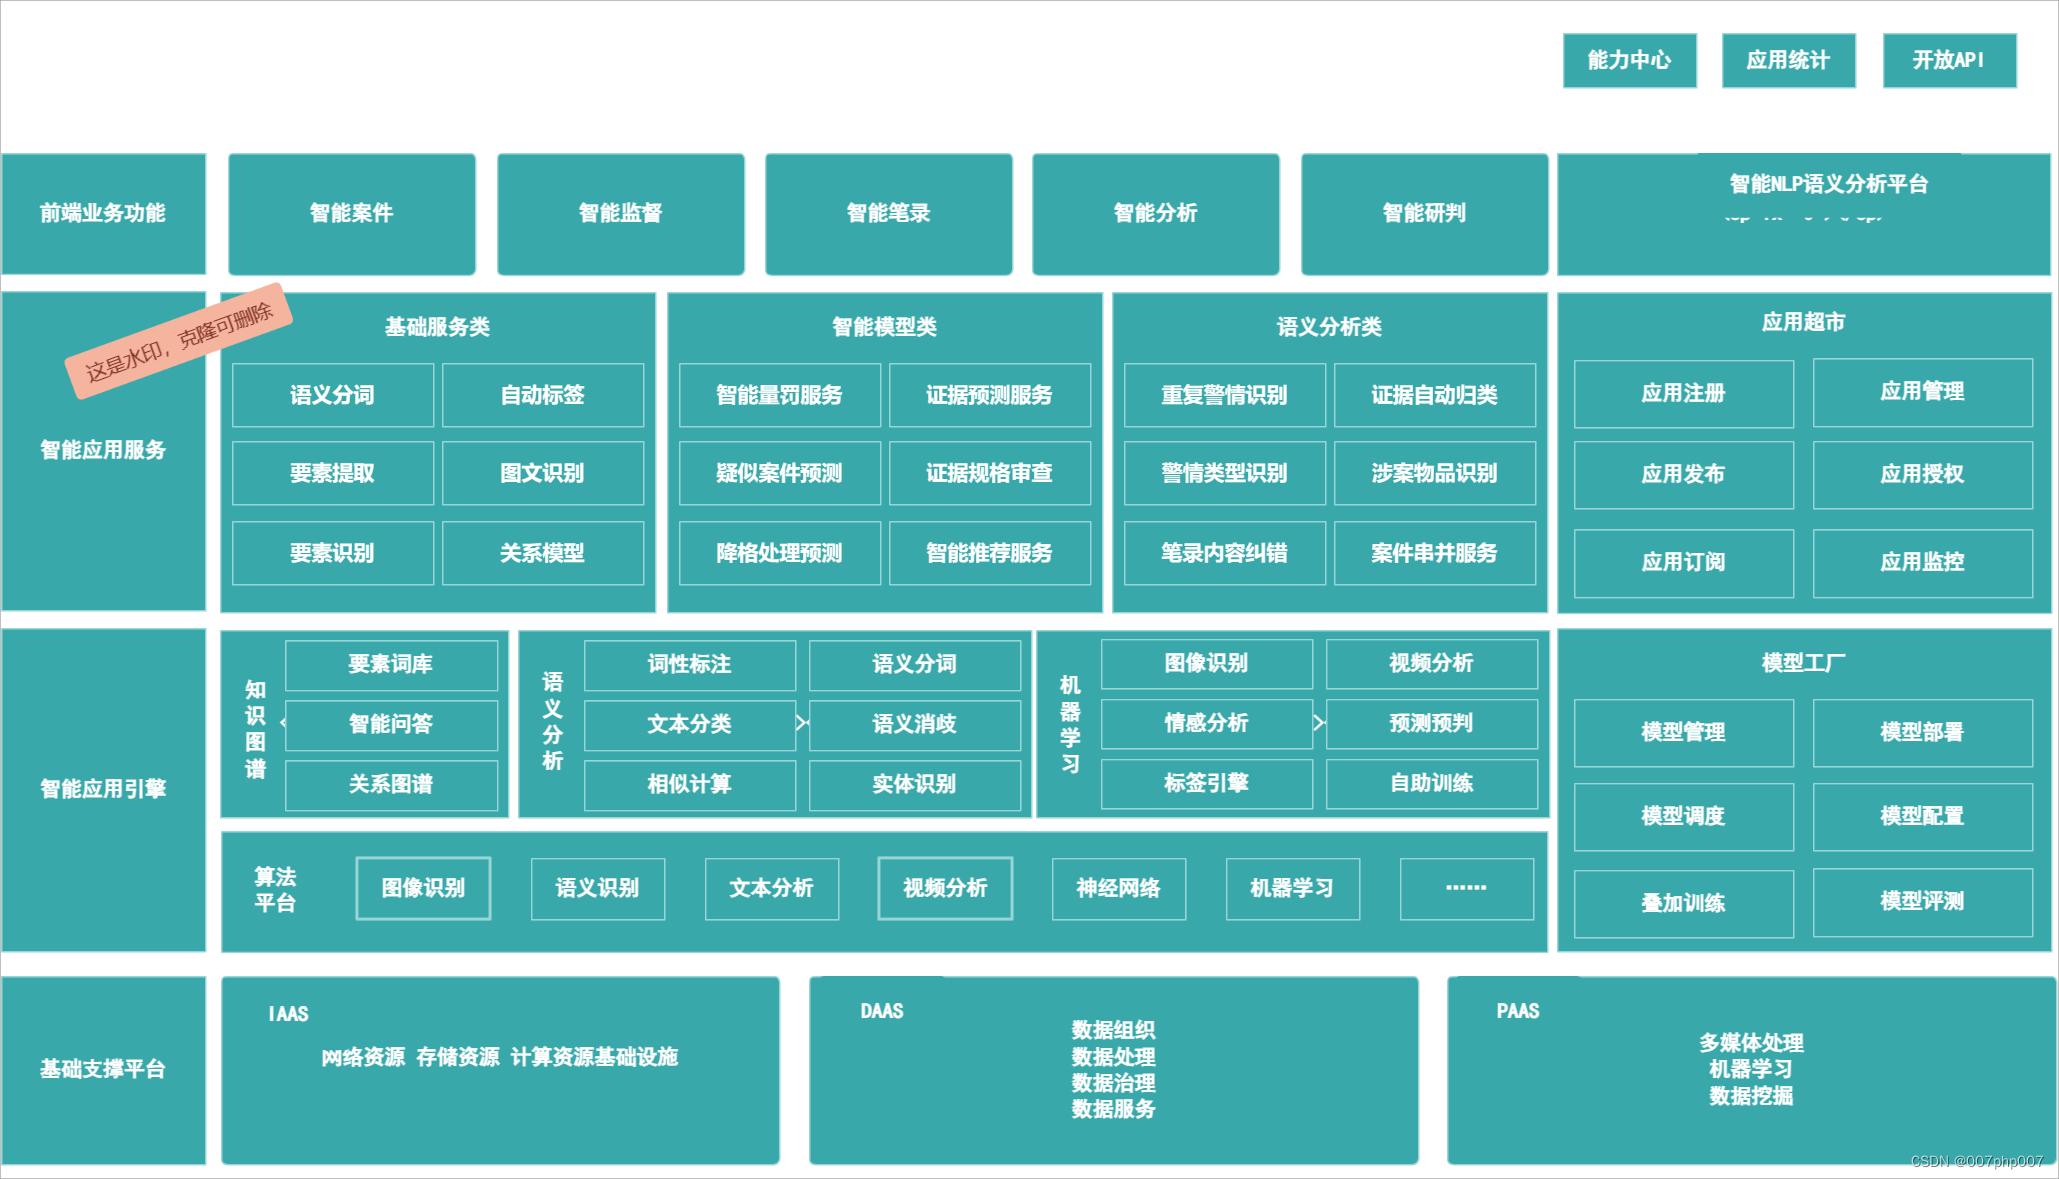 能力中心
应用统计
开放API
前端业务功能
智能案件
智能监督
智能笔录
智能分析
智能研判
智能NLP语义分析平台
这是水印，克隆可删除
智能应用服务
基础服务类
语义分词
自动标签
要素提取
图文识别
要素识别
关系模型
智能模型类
智能量罚服务
证据预测服务
疑似案件预测
证据规格审查
降格处理预测
智能推荐服务
语义分析类
重复警情识别
证据自动归类
警情类型识别
涉案物品识别
笔录内容纠错
案件串并服务
应用超市
应用注册
应用管理
应用发布
应用授权
应用订阅
应用监控
智能应用引擎
知识图谱
要素词库
智能问答
关系图谱
语义分析
词性标注
语义分词
文本分类
语义消歧
相似计算
实体识别
机器学习
图像识别
视频分析
情感分析
预测预判
标签引擎
自助训练
模型工厂
模型管理
模型部署
模型调度
模型配置
叠加训练
模型评测
算法
平台
图像识别
语义识别
文本分析
视频分析
神经网络
机器学习
······
基础支撑平台
IAAS
网络资源 存储资源 计算资源基础设施
DAAS
数据组织
数据处理
数据治理
数据服务
PAAS
多媒体处理
机器学习
数据挖掘
CSDN @007php007